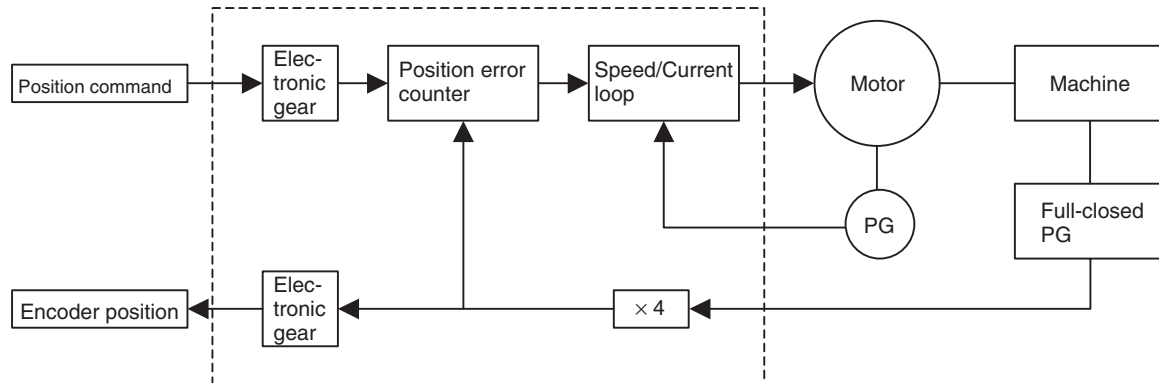 Position command
Elec-
tronic
gear
Position error
counter
Speed/Current
loop
Motor
Machine
PG
Full-closed
PG
Encoder position
Elec-
tronic
gear
× 4